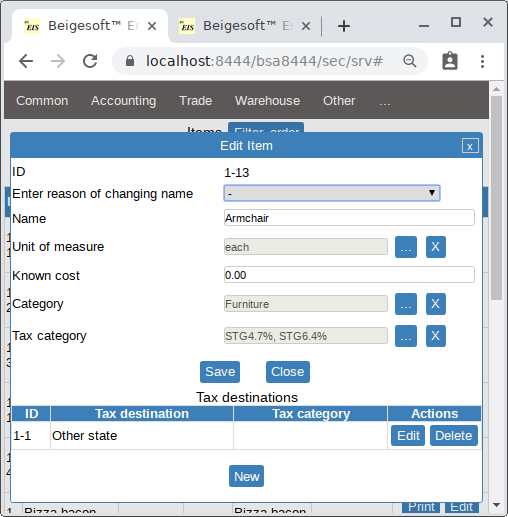 EIS Beigesoft™ E
EIS Beigesoft™ E
localhost:8444/bsa8444/sec/srv#
Common Accounting Trade Warehouse Other ...
Items Filter, order
Edit Item x
ID 1-13
Enter reason of changing name -
Name Armchair
Unit of measure each ... X
Known cost 0.00
Category Furniture ... X
Tax category STG4.7%, STG6.4% ... X
Save Close
Tax destinations
ID Tax destination Tax category Actions
1-1 Other state Edit Delete
New
Pizza bacon Pizza bacon Print Edit